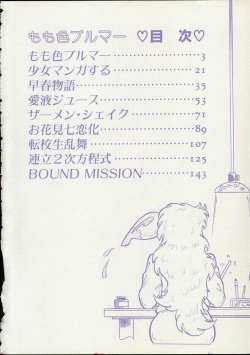 もも色ブルマー ♡目 次♡
もも色ブルマー……………………3
少女マンガする……………………21
早春物語……………………………35
愛液ジュース………………………53
ザーメン・シェイク………………71
お花見七恋化………………………89
転校生乱舞…………………………107
連立2次方程式……………………125
BOUND MISSION…………………143